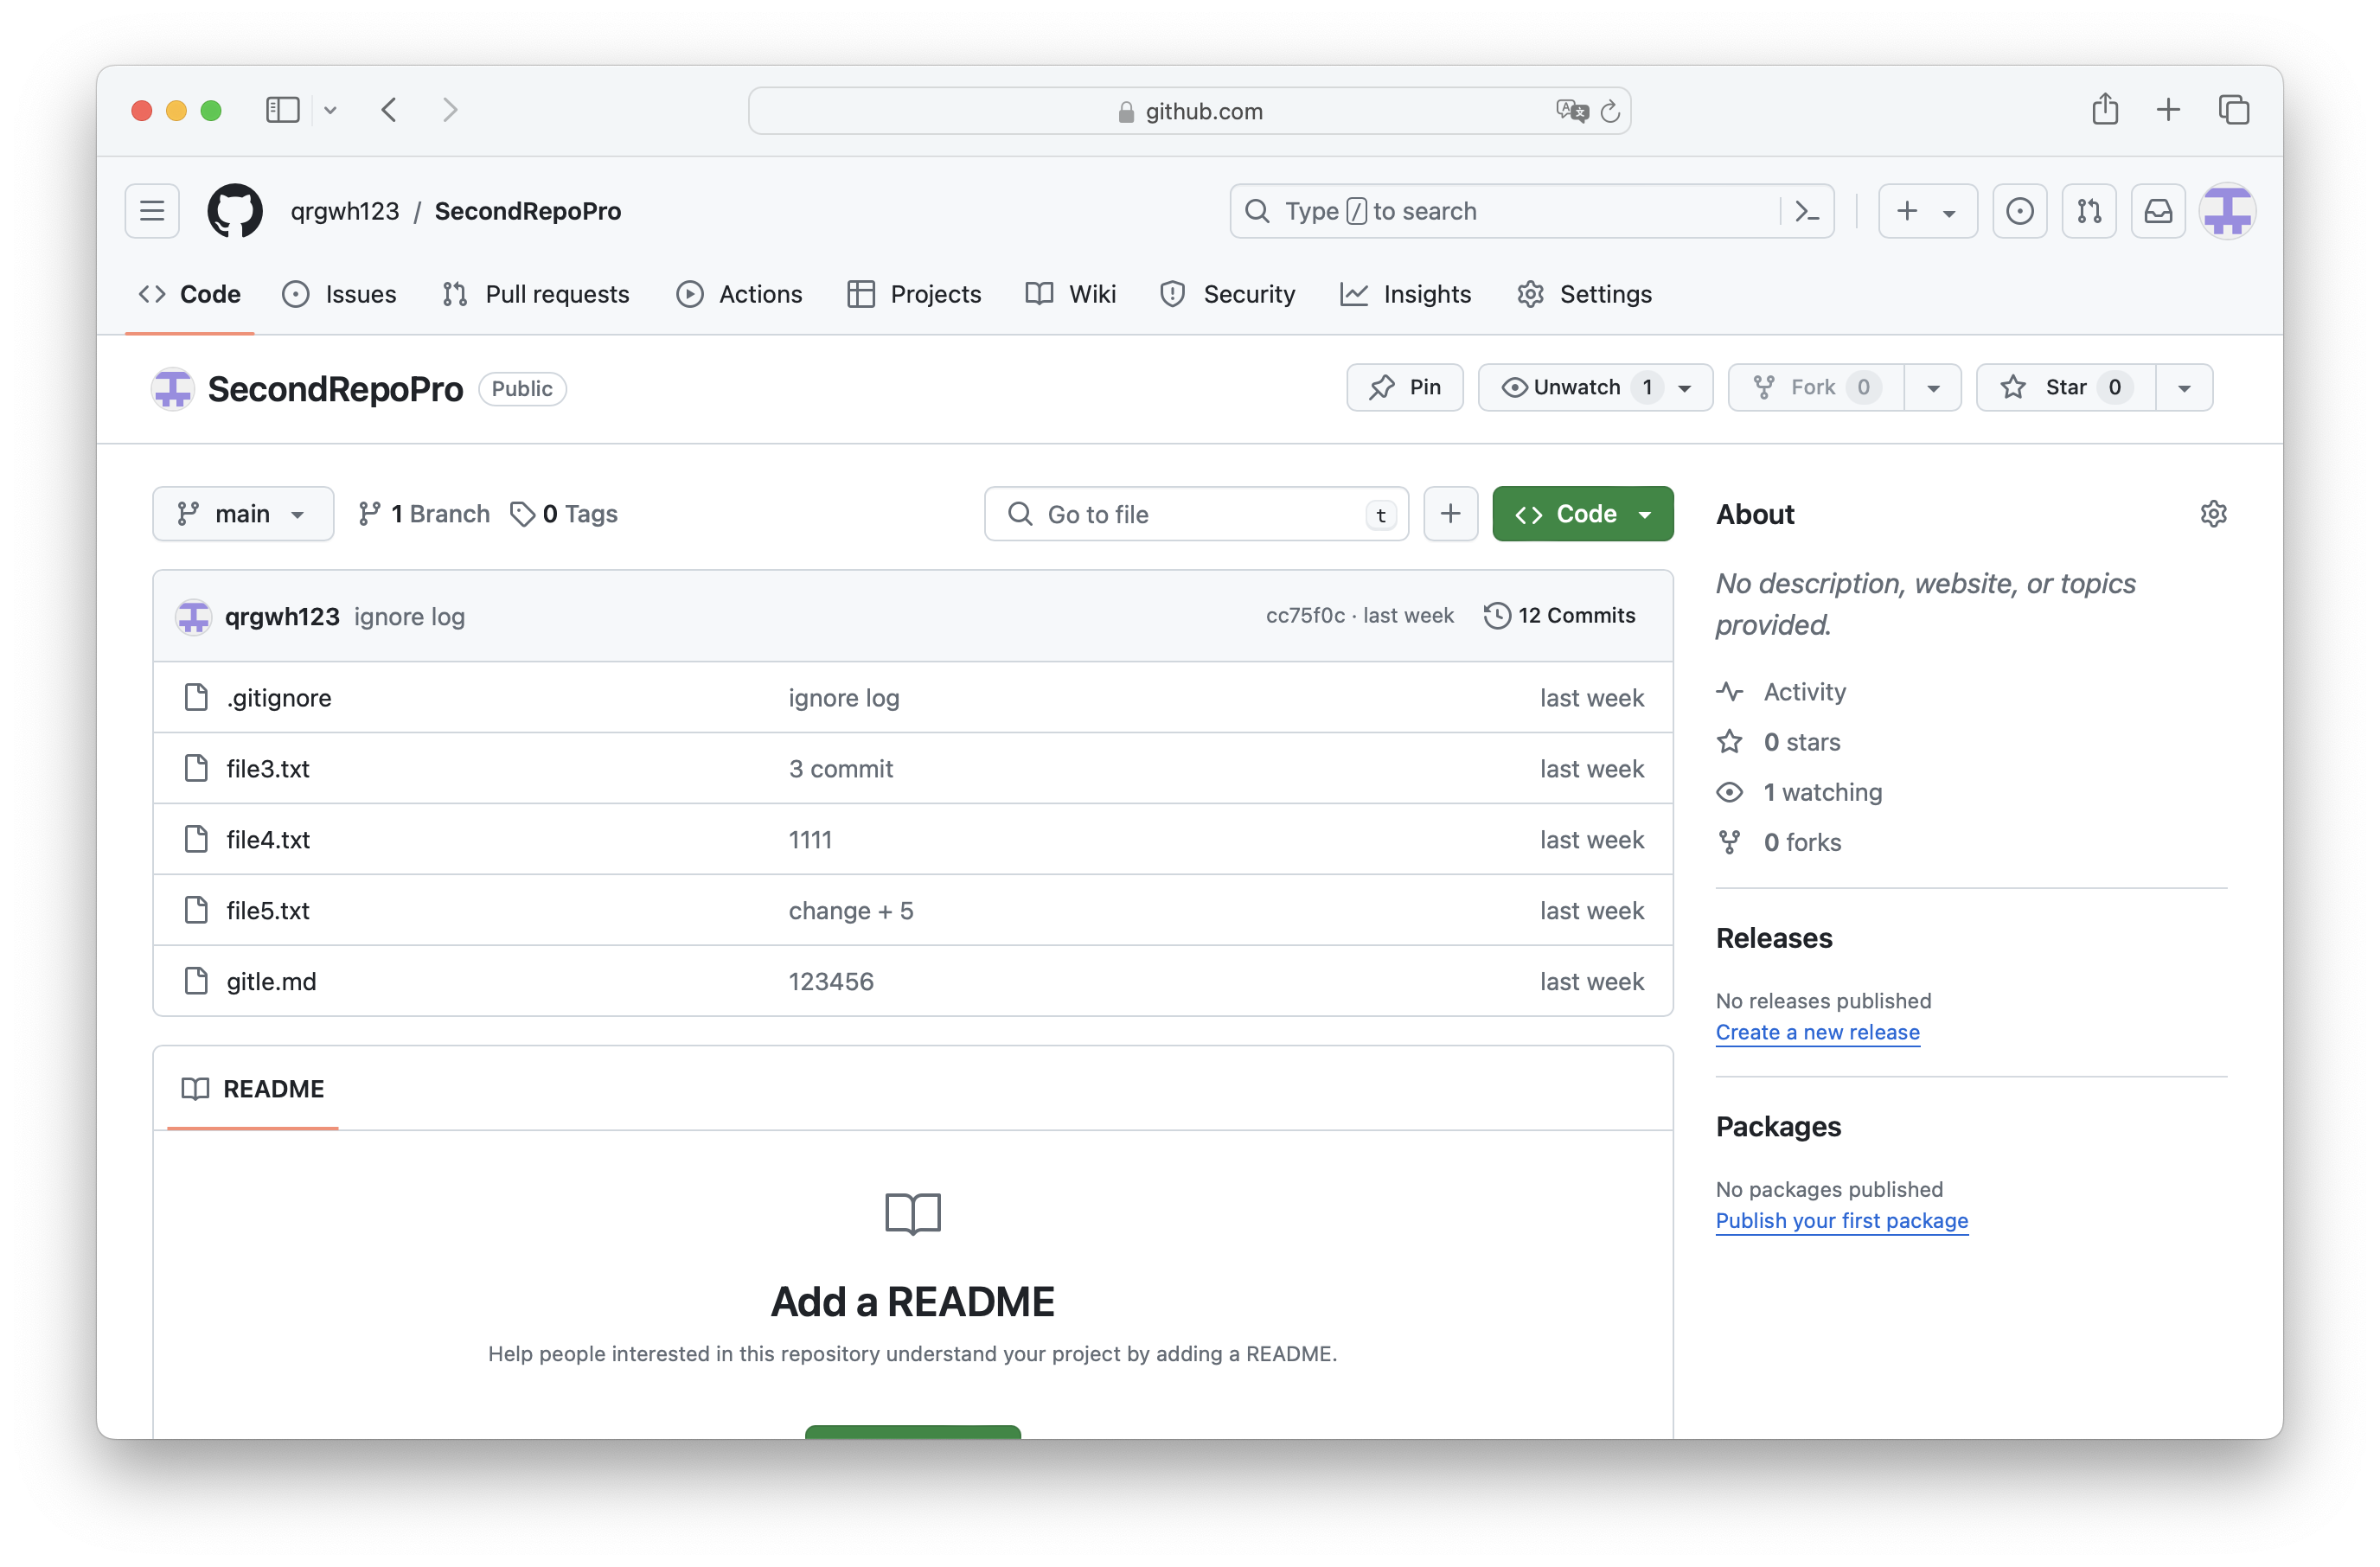 github.com
qrgwh123 / SecondRepoPro
Type / to search
Code Issues Pull requests Actions Projects Wiki Security Insights Settings
SecondRepoPro Public
Pin Unwatch 1 Fork 0 Star 0
main 1 Branch 0 Tags Go to file t Code
qrgwh123 ignore log cc75f0c · last week 12 Commits
.gitignore ignore log last week
file3.txt 3 commit last week
file4.txt 1111 last week
file5.txt change + 5 last week
gitle.md 123456 last week
README
Add a README
Help people interested in this repository understand your project by adding a README.
About
No description, website, or topics
provided.
Activity
0 stars
1 watching
0 forks
Releases
No releases published
Create a new release
Packages
No packages published
Publish your first package